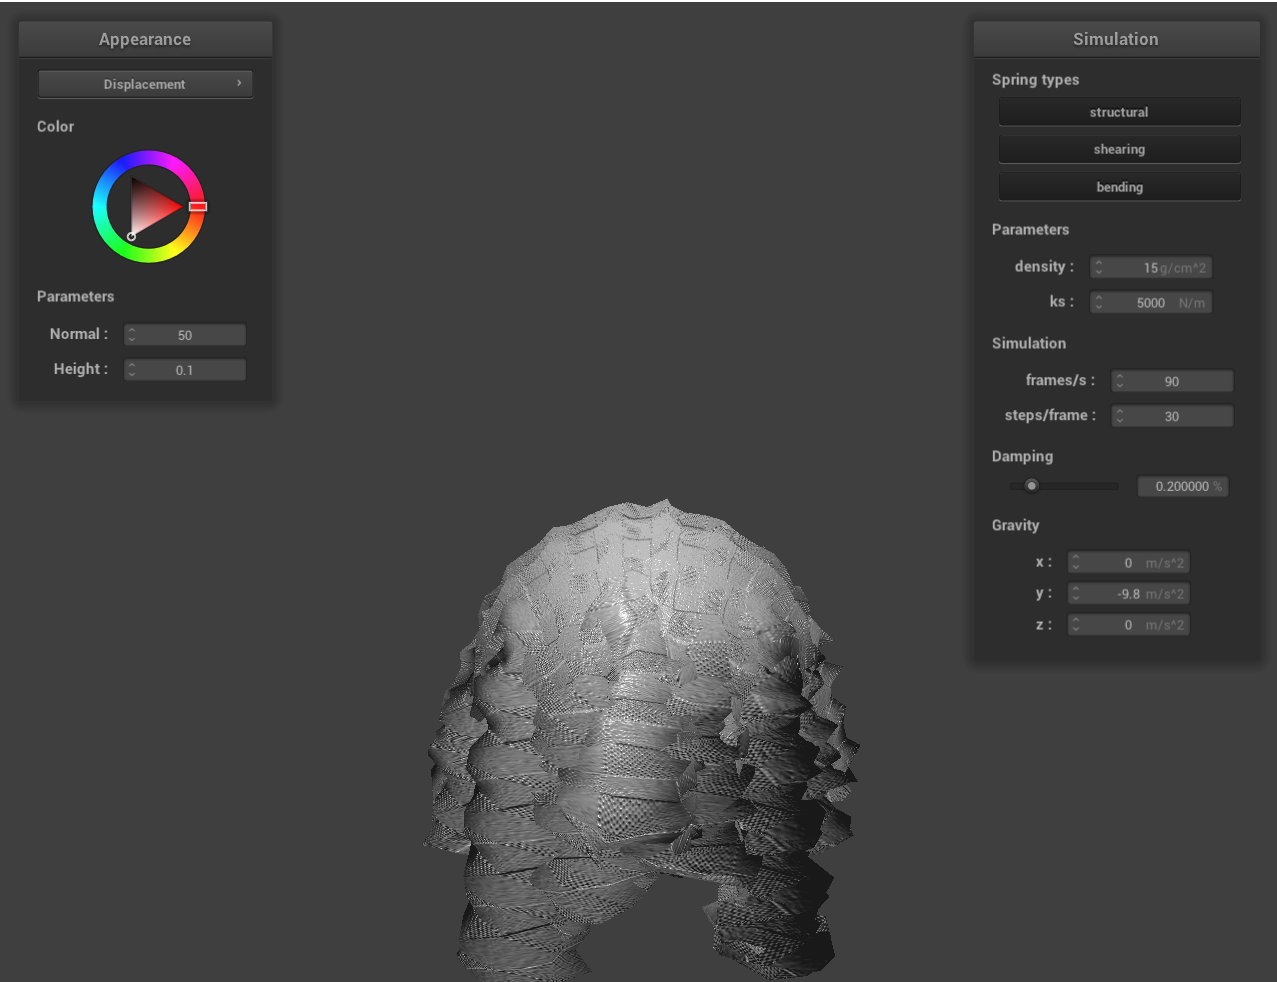 Appearance
Displacement ›
Color
Parameters
Normal : 50
Height : 0.1
Simulation
Spring types
structural
shearing
bending
Parameters
density : 15 g/cm^2
ks : 5000 N/m
Simulation
frames/s : 90
steps/frame : 30
Damping
0.200000 %
Gravity
x : 0 m/s^2
y : -9.8 m/s^2
z : 0 m/s^2